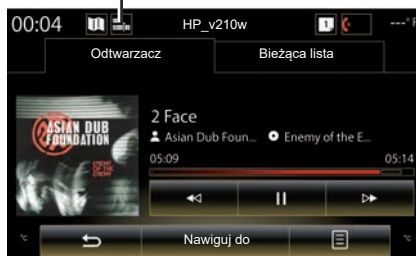 00:04 HP_v210w 1 ---°
Odtwarzacz Bieżąca lista
ASIAN DUB
FOUNDATION
ENEMY
OF THE
ENEMY
2 Face
Asian Dub Foun... Enemy of the E...
05:09 05:14
°C Nawiguj do °C